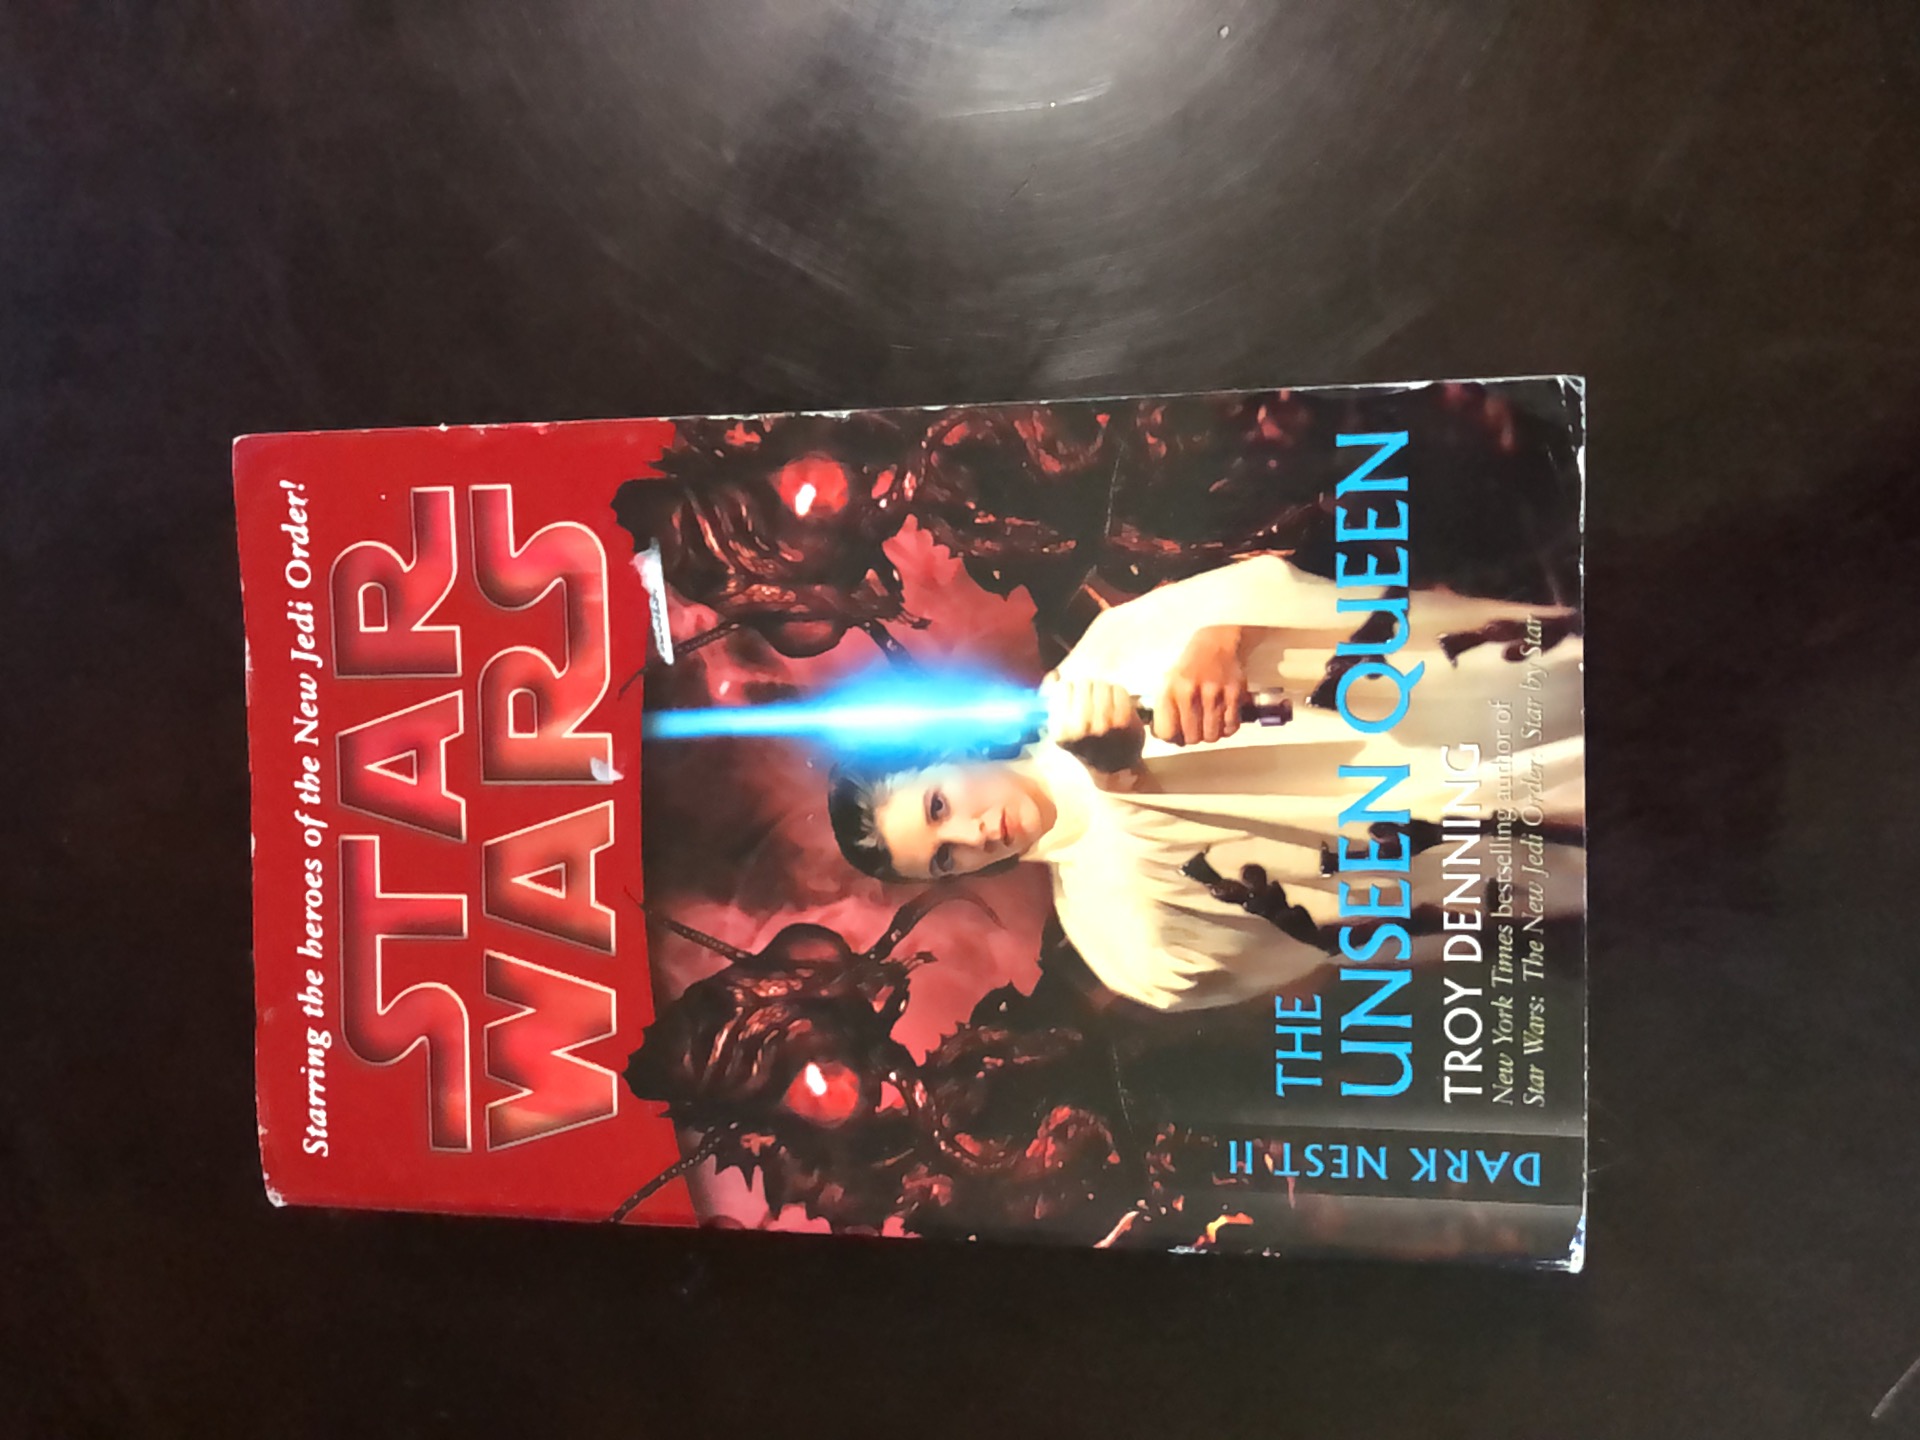 Starring the heroes of the New Jedi Order!
STAR
WARS
THE
UNSEEN QUEEN
TROY DENNING
New York Times bestselling author of
Star Wars: The New Jedi Order: Star by Star
DARK NEST II